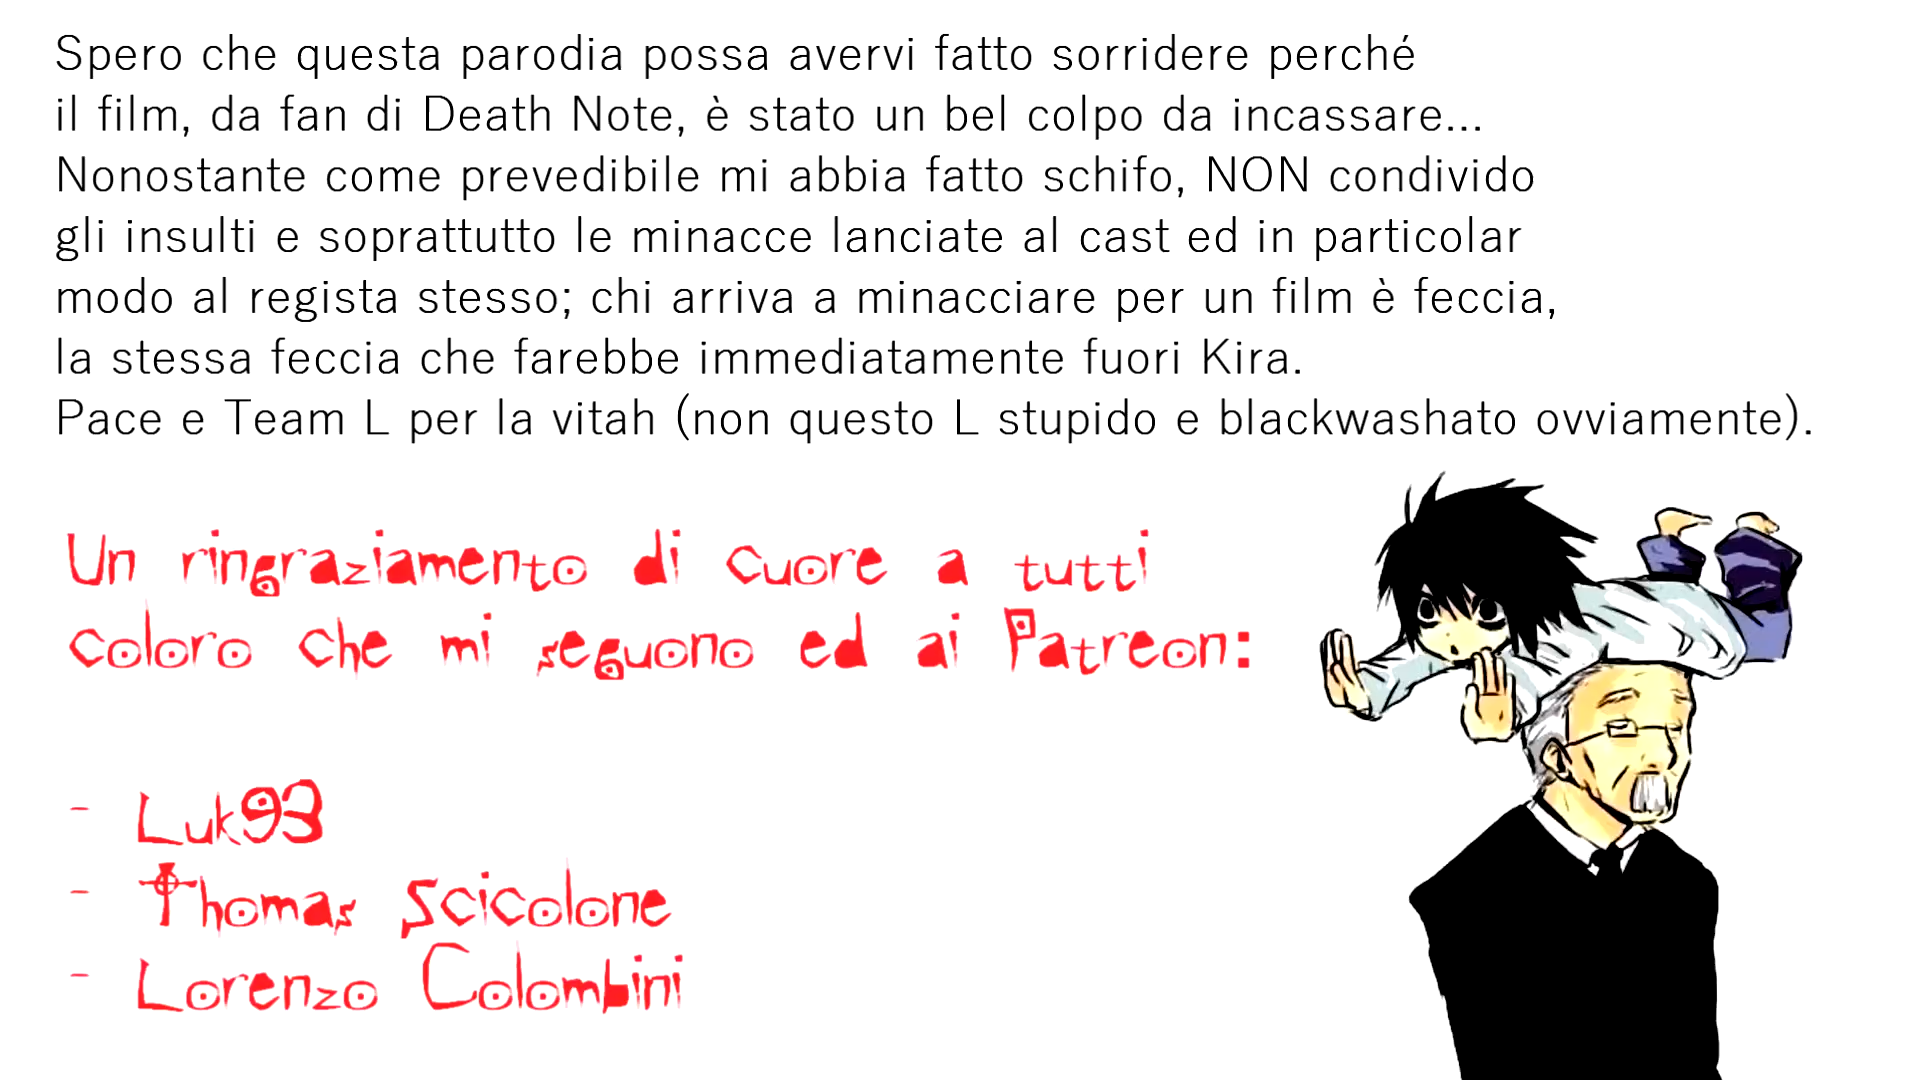 Spero che questa parodia possa avervi fatto sorridere perché
il film, da fan di Death Note, è stato un bel colpo da incassare...
Nonostante come prevedibile mi abbia fatto schifo, NON condivido
gli insulti e soprattutto le minacce lanciate al cast ed in particolar
modo al regista stesso; chi arriva a minacciare per un film è feccia,
la stessa feccia che farebbe immediatamente fuori Kira.
Pace e Team L per la vitah (non questo L stupido e blackwashato ovviamente).
Un ringraziamento di cuore a tutti
coloro che mi seguono ed ai Patreon:
- Luk93
- Thomas Scicolone
- Lorenzo Colombini